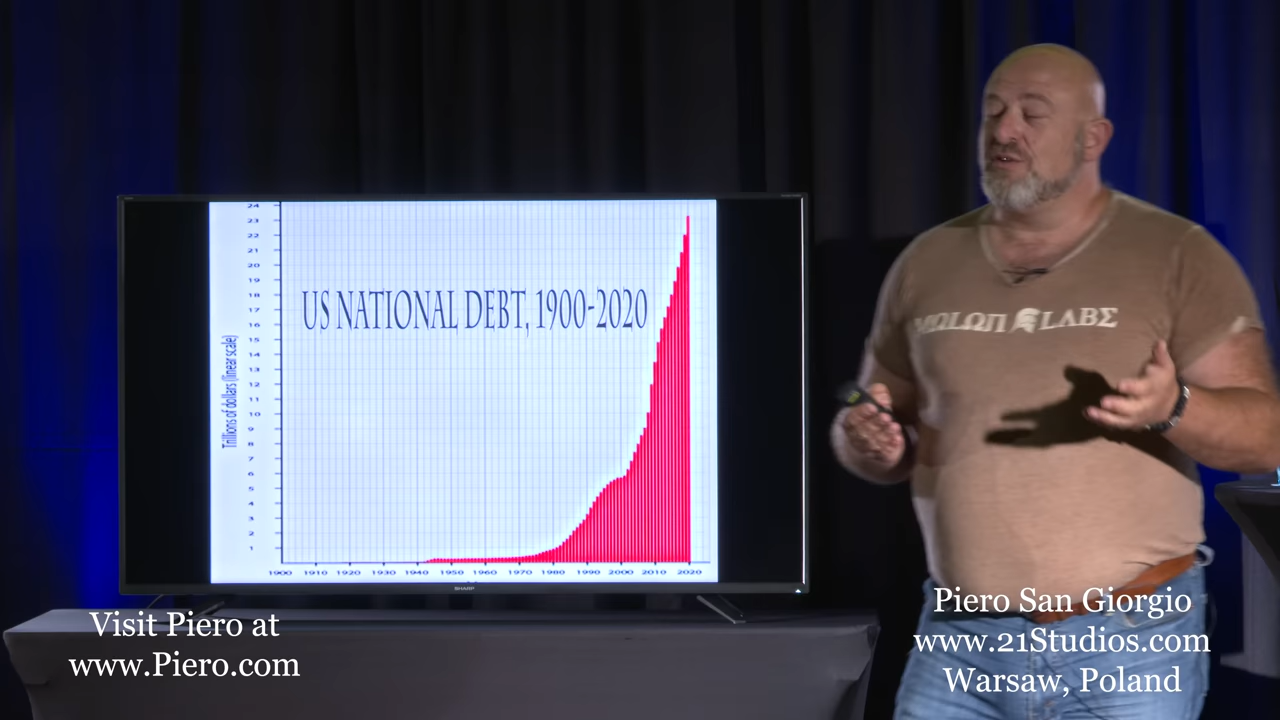 24
23
22
21
20
19
18
17
16
15
14
13
12
11
10
9
8
7
6
5
4
3
2
1
Trillions of dollars (linear scale)
US NATIONAL DEBT, 1900-2020
1900 1910 1920 1930 1940 1950 1960 1970 1980 1990 2000 2010 2020
SHARP
ΜΩLΩΠ LΑBΣ
Visit Piero at
www.Piero.com
Piero San Giorgio
www.21Studios.com
Warsaw, Poland